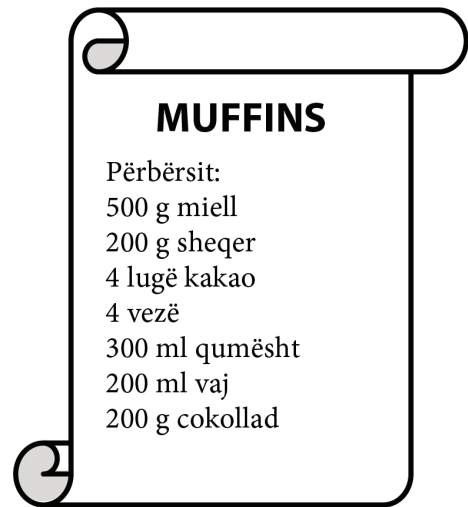 MUFFINS
Përbërsit:
500 g miell
200 g sheqer
4 lugë kakao
4 vezë
300 ml qumësht
200 ml vaj
200 g cokollad